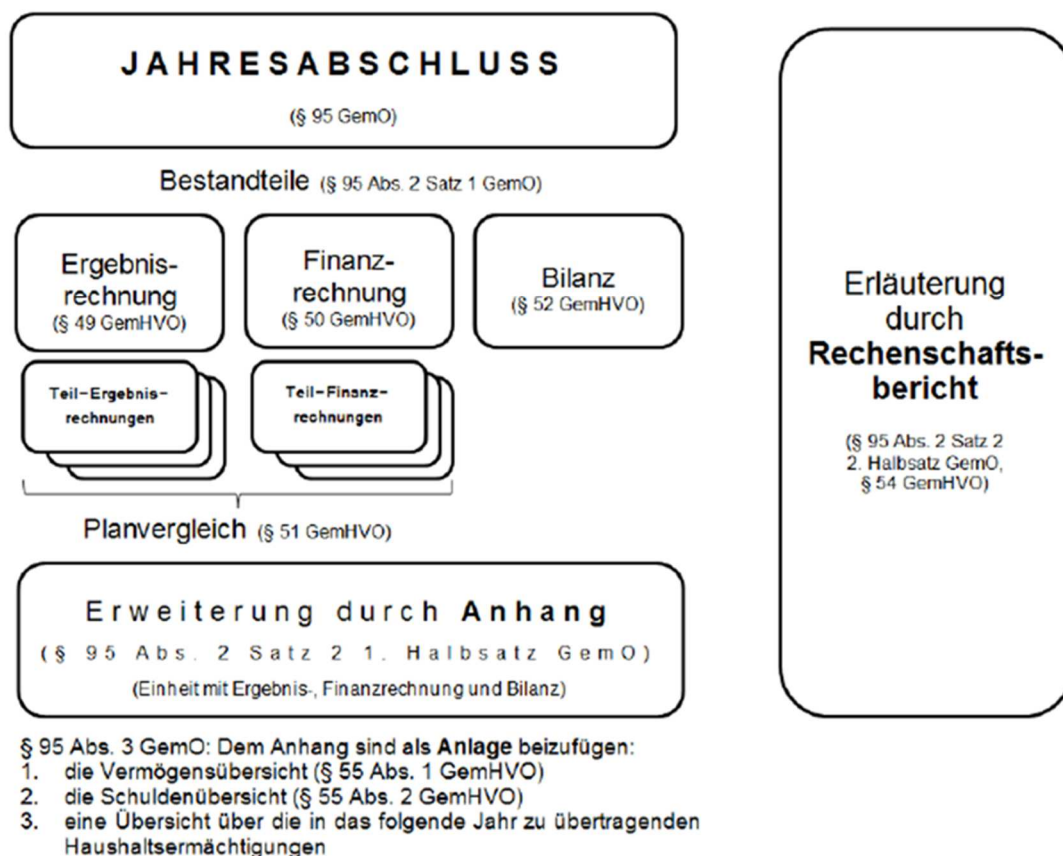 JAHRESABSCHLUSS
(§ 95 GemO)
Bestandteile (§ 95 Abs. 2 Satz 1 GemO)
Ergebnis-
rechnung
(§ 49 GemHVO)
Finanz-
rechnung
(§ 50 GemHVO)
Bilanz
(§ 52 GemHVO)
Teil-Ergebnis-
rechnungen
Teil-Finanz-
rechnungen
Planvergleich (§ 51 GemHVO)
Erweiterung durch Anhang
(§ 95 Abs. 2 Satz 2 1. Halbsatz GemO)
(Einheit mit Ergebnis-, Finanzrechnung und Bilanz)
§ 95 Abs. 3 GemO: Dem Anhang sind als Anlage beizufügen:
1. die Vermögensübersicht (§ 55 Abs. 1 GemHVO)
2. die Schuldenübersicht (§ 55 Abs. 2 GemHVO)
3. eine Übersicht über die in das folgende Jahr zu übertragenden
Haushaltsermächtigungen
Erläuterung
durch
Rechenschafts-
bericht
(§ 95 Abs. 2 Satz 2
2. Halbsatz GemO,
§ 54 GemHVO)